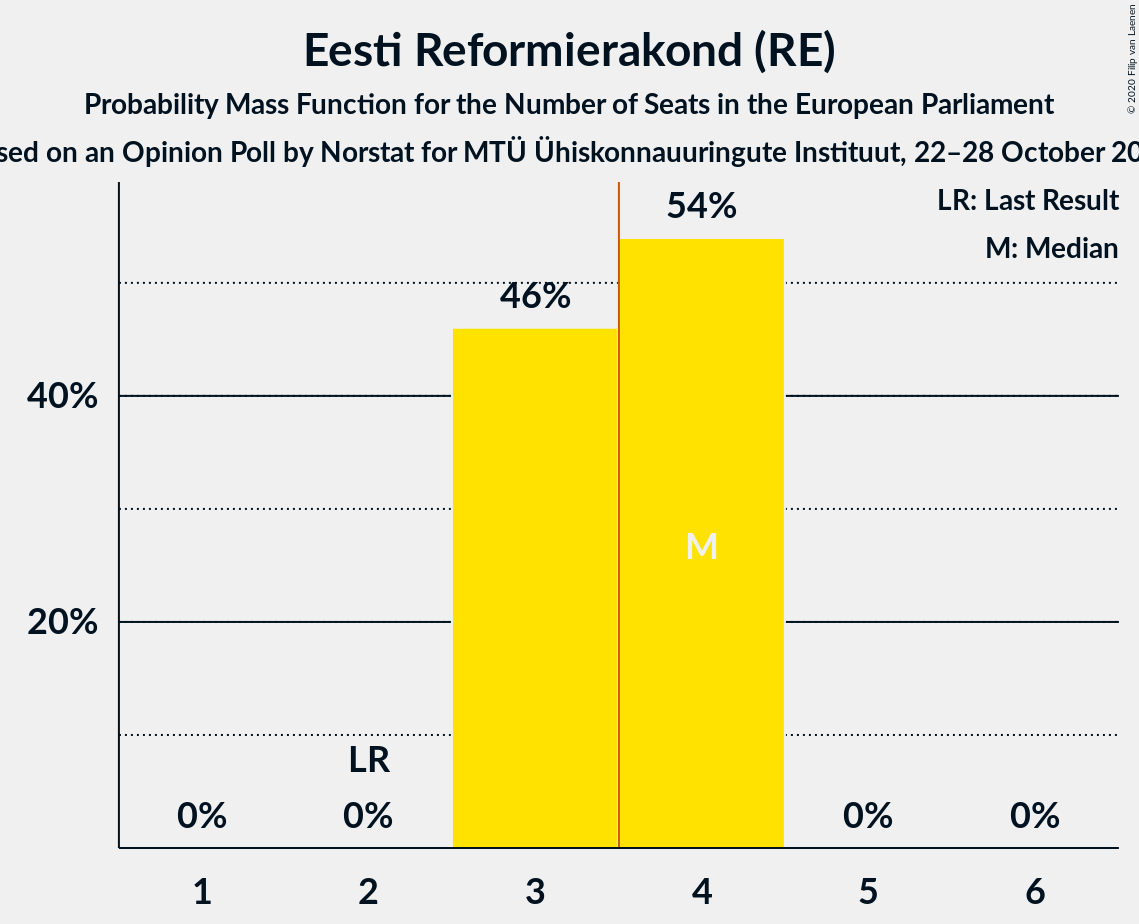 Eesti Reformierakond (RE)
Probability Mass Function for the Number of Seats in the European Parliament
on an Opinion Poll by Norstat for MTÜ Ühiskonnauuringute Instituut, 22–28 October
© 2020 Filip van Laenen
LR: Last Result
M: Median
54%
46%
40%
M
20%
LR
0% 0% 0% 0%
1 2 3 4 5 6